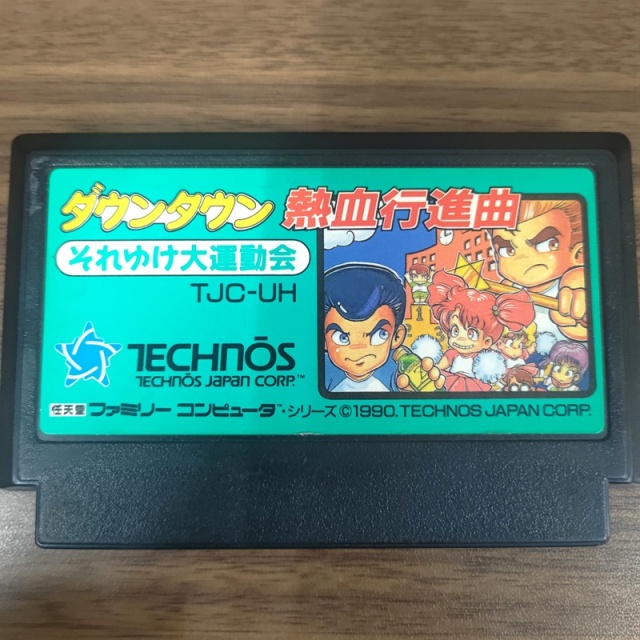 ダウンタウン 熱血行進曲
それゆけ大運動会
TJC-UH
TECHNŌS
TECHNŌS JAPAN CORP.™
任天堂 ファミリー コンピュータ™・シリーズ ©1990. TECHNOS JAPAN CORP.
1